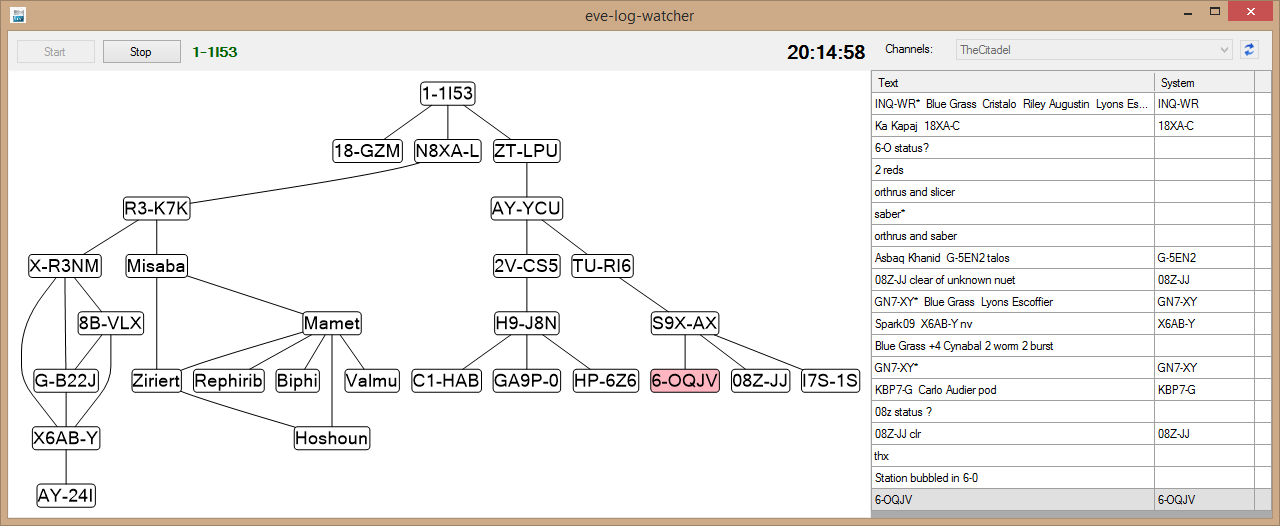 eve-log-watcher
Start Stop 1-1I53 20:14:58 Channels: TheCitadel
1-1I53
18-GZM N8XA-L ZT-LPU
R3-K7K AY-YCU
X-R3NM Misaba 2V-CS5 TU-RI6
8B-VLX Mamet H9-J8N S9X-AX
G-B22J Ziriert Rephirib Biphi Valmu C1-HAB GA9P-0 HP-6Z6 6-OQJV 08Z-JJ I7S-1S
X6AB-Y Hoshoun
AY-24I
Text System
INQ-WR* Blue Grass Cristalo Riley Augustin Lyons Es... INQ-WR
Ka Kapaj 18XA-C 18XA-C
6-O status?
2 reds
orthrus and slicer
saber*
orthrus and saber
Asbaq Khanid G-5EN2 talos G-5EN2
08Z-JJ clear of unknown nuet 08Z-JJ
GN7-XY* Blue Grass Lyons Escoffier GN7-XY
Spark09 X6AB-Y nv X6AB-Y
Blue Grass +4 Cynabal 2 worm 2 burst
GN7-XY* GN7-XY
KBP7-G Carlo Audier pod KBP7-G
08z status ?
08Z-JJ clr 08Z-JJ
thx
Station bubbled in 6-0
6-OQJV 6-OQJV